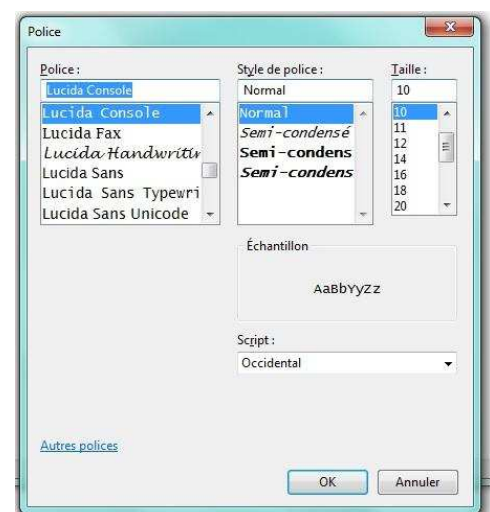 Police
Police :
Style de police :
Taille :
Lucida Console
Normal
10
Lucida Console
Lucida Fax
Lucida Handwritin
Lucida Sans
Lucida Sans Typewri
Lucida Sans Unicode
Normal
Semi-condensé
Semi-condens
Semi-condens
10
11
12
14
16
18
20
Échantillon
AaBbYyZz
Script :
Occidental
Autres polices
OK
Annuler